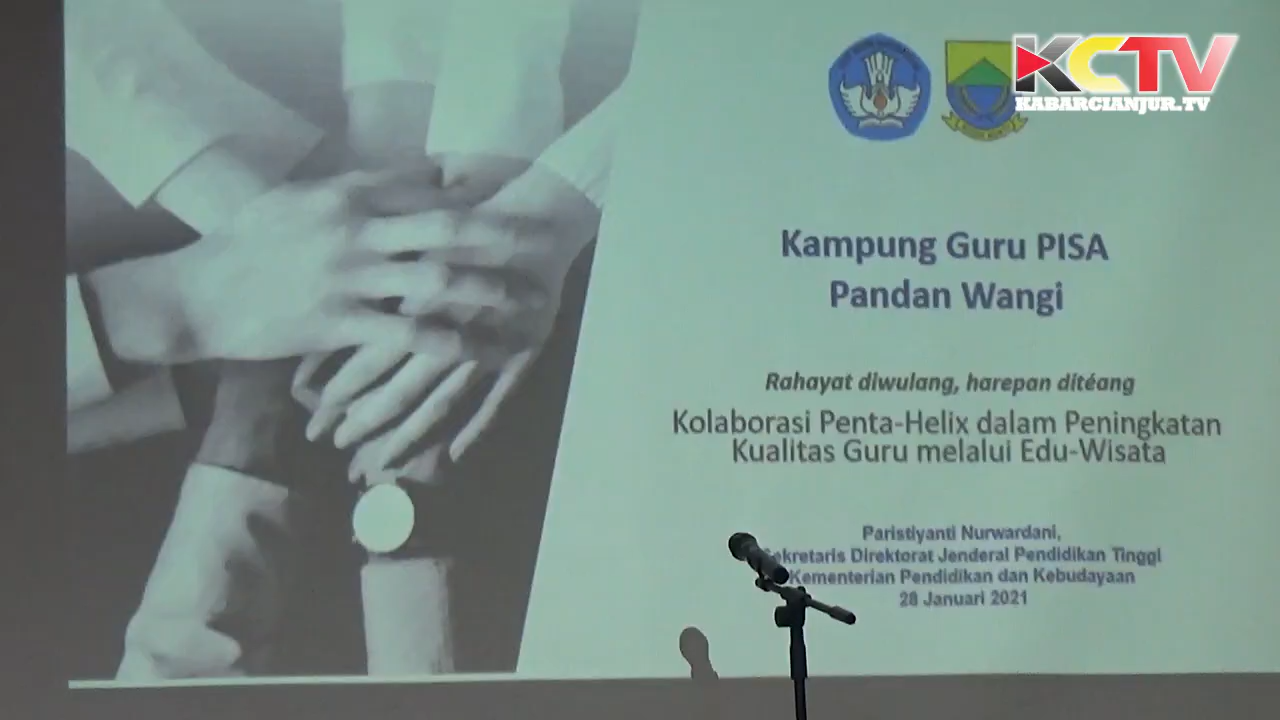 KCTV
KABARCIANJUR.TV
Kampung Guru PISA
Pandan Wangi
Rahayat diwulang, harepan ditéang
Kolaborasi Penta-Helix dalam Peningkatan
Kualitas Guru melalui Edu-Wisata
Paristiyanti Nurwardani,
Sekretaris Direktorat Jenderal Pendidikan Tinggi
Kementerian Pendidikan dan Kebudayaan
28 Januari 2021